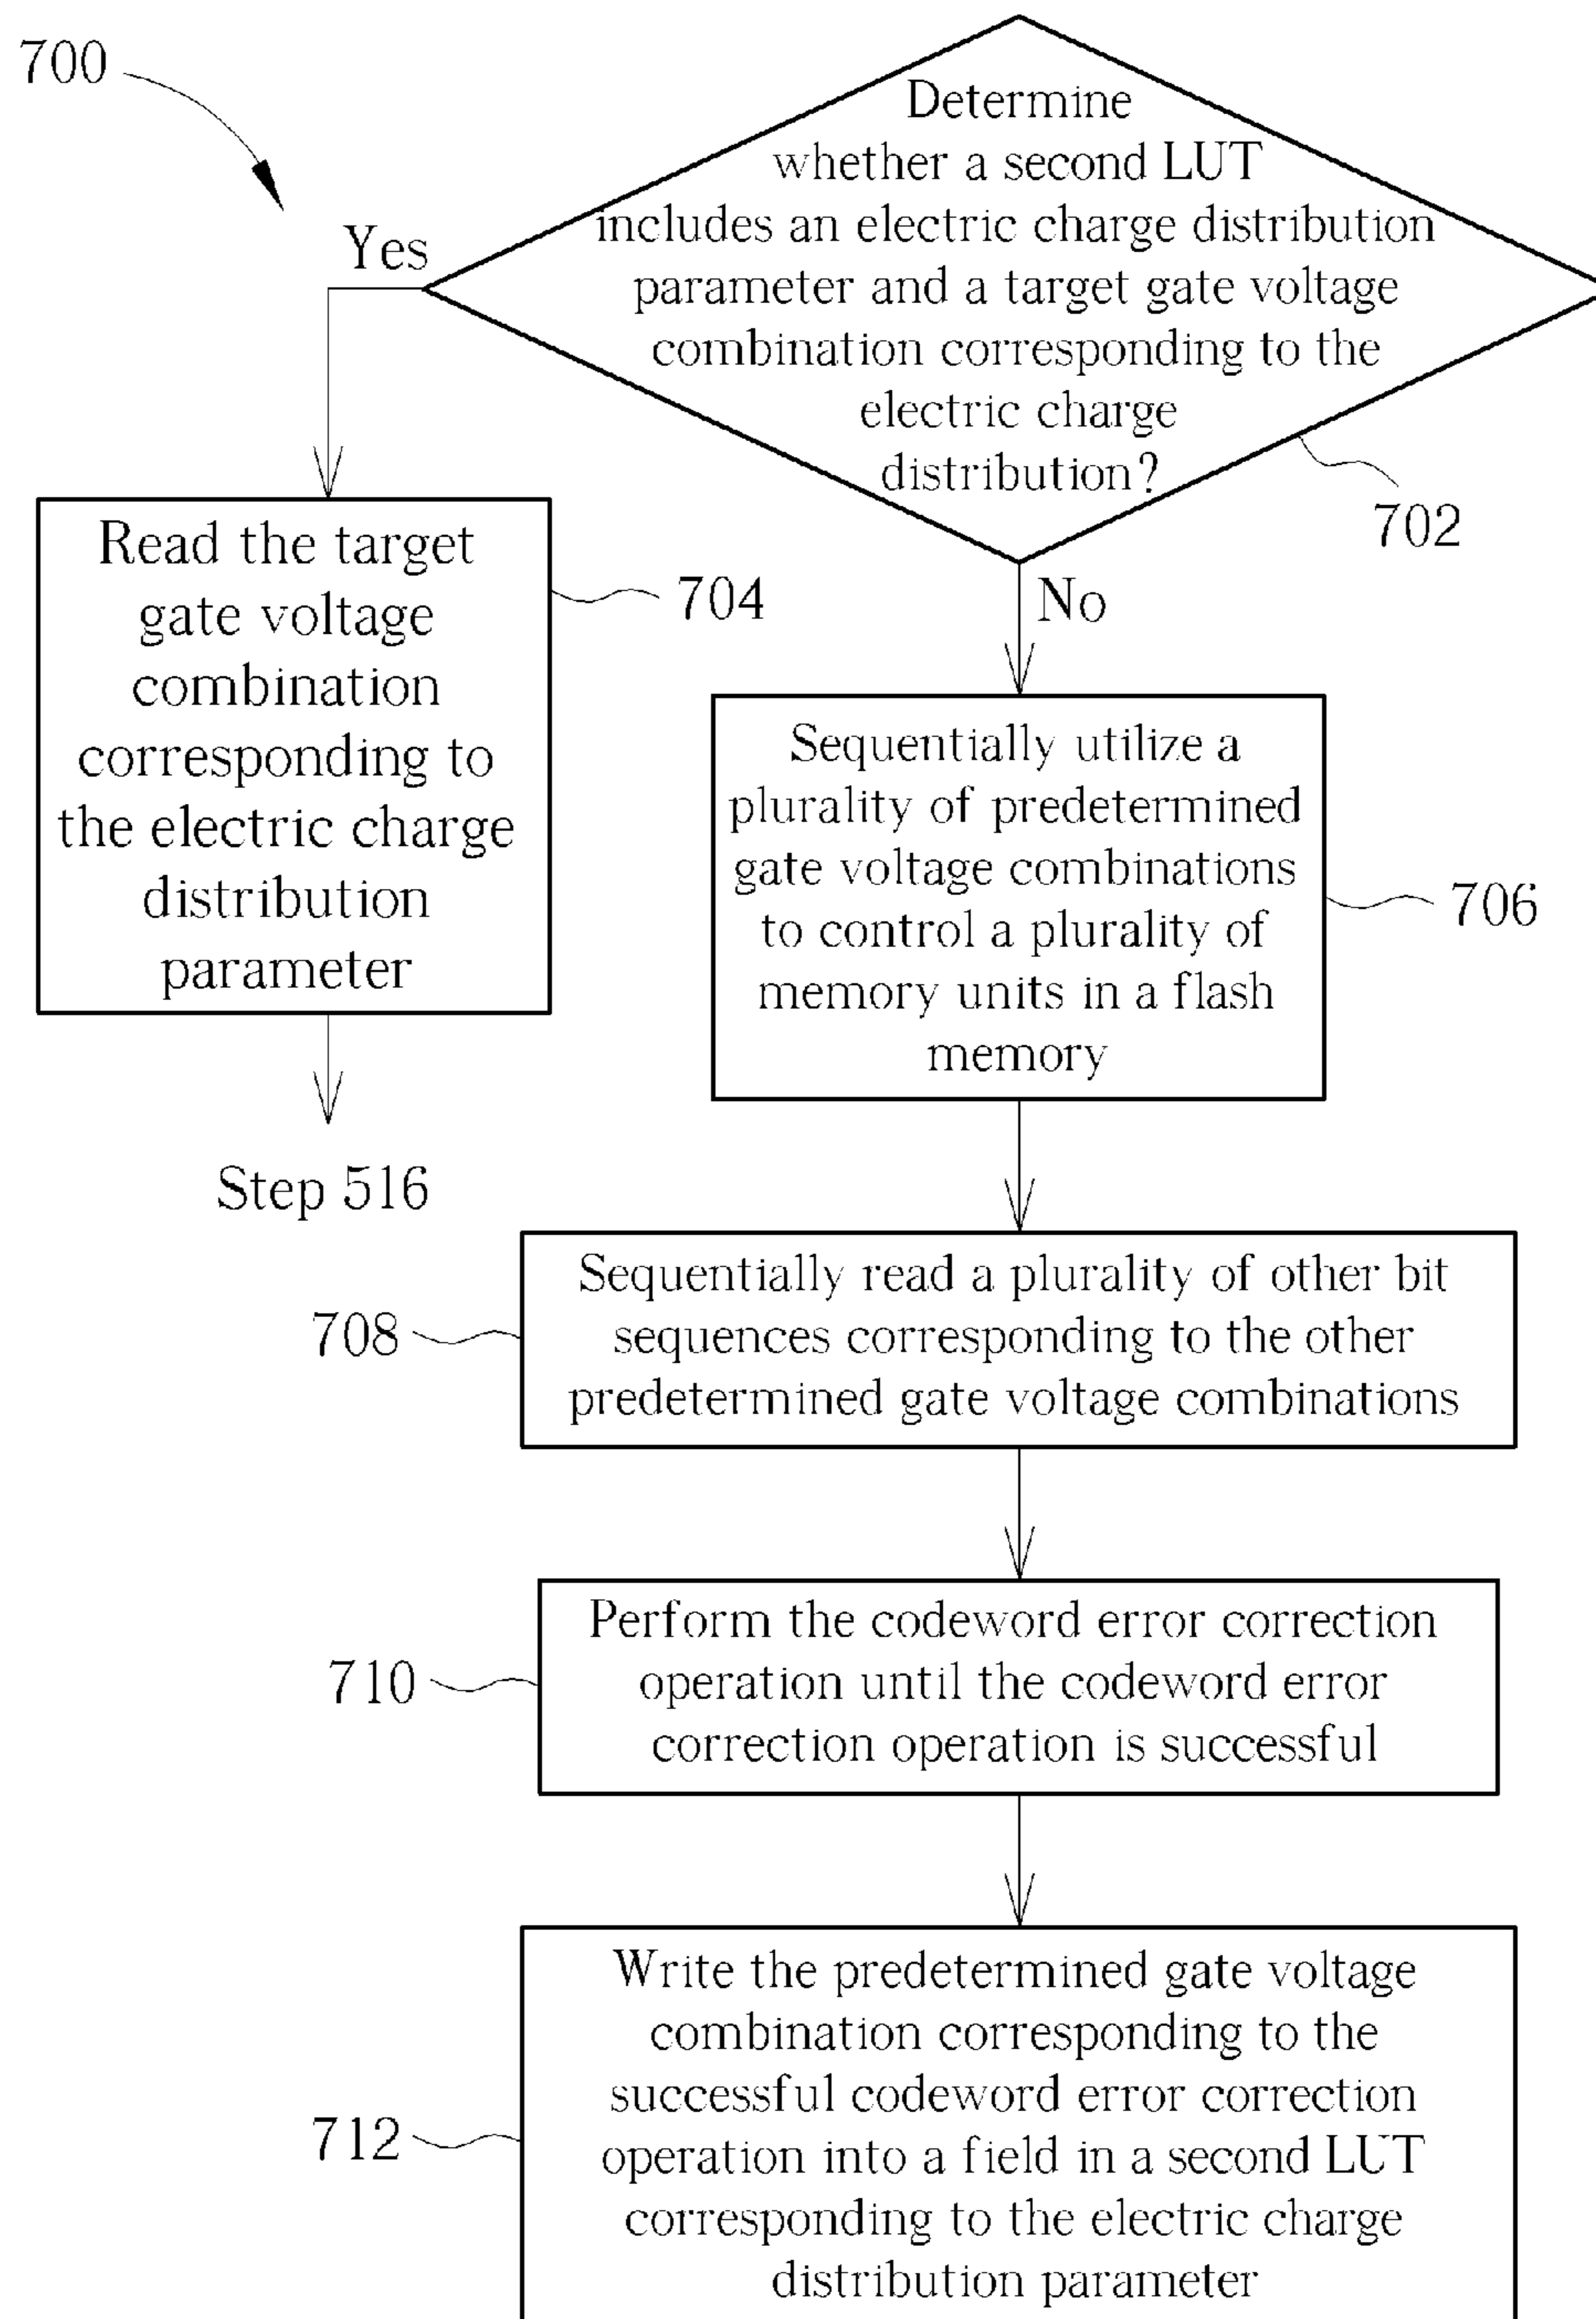 700
Determine
whether a second LUT
includes an electric charge distribution
parameter and a target gate voltage
combination corresponding to the
electric charge
distribution?
702
Yes
No
Read the target
gate voltage
combination
corresponding to
the electric charge
distribution
parameter
704
Step 516
Sequentially utilize a
plurality of predetermined
gate voltage combinations
to control a plurality of
memory units in a flash
memory
706
Sequentially read a plurality of other bit
sequences corresponding to the other
predetermined gate voltage combinations
708
Perform the codeword error correction
operation until the codeword error
correction operation is successful
710
Write the predetermined gate voltage
combination corresponding to the
successful codeword error correction
operation into a field in a second LUT
corresponding to the electric charge
distribution parameter
712